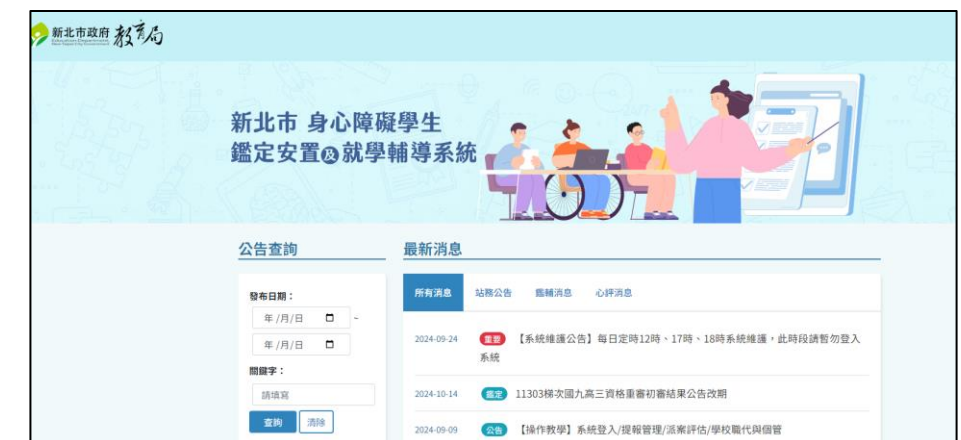 新北市政府 教育局
新北市 身心障礙學生
鑑定安置及就學輔導系統
公告查詢
發布日期：
年 /月/日 ~
年 /月/日
關鍵字：
請填寫
查詢 清除
最新消息
所有消息 站務公告 鑑輔消息 心評消息
2024-09-24 重要 【系統維護公告】每日定時12時、17時、18時系統維護，此時段請暫勿登入
系統
2024-10-14 鑑定 11303梯次國九高三資格重審初審結果公告改期
2024-09-09 公告 【操作教學】系統登入/提報管理/派案評估/學校職代與個管